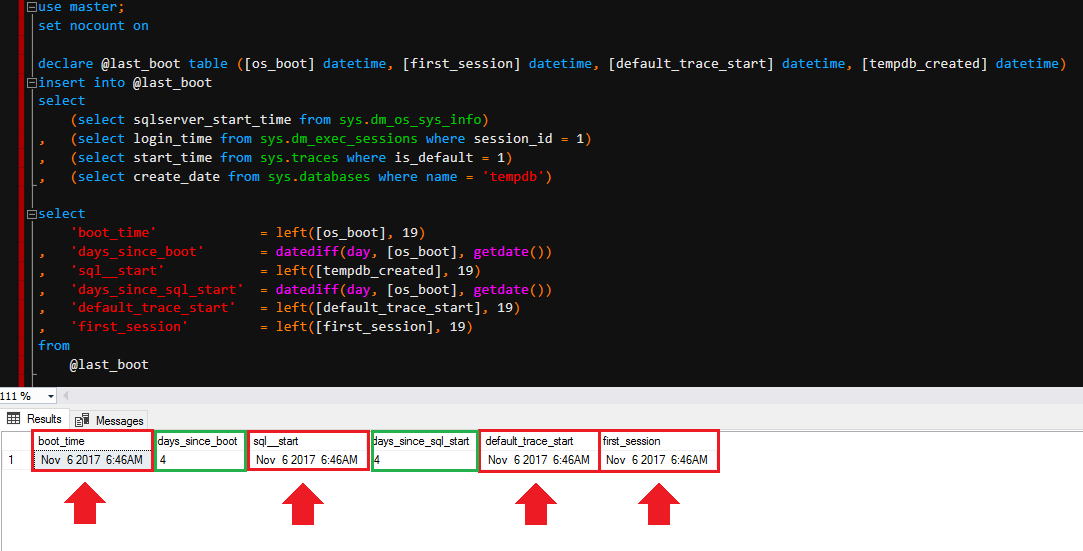 use master;
set nocount on
declare @last_boot table ([os_boot] datetime, [first_session] datetime, [default_trace_start] datetime, [tempdb_created] datetime)
insert into @last_boot
select
(select sqlserver_start_time from sys.dm_os_sys_info)
, (select login_time from sys.dm_exec_sessions where session_id = 1)
, (select start_time from sys.traces where is_default = 1)
, (select create_date from sys.databases where name = 'tempdb')
select
'boot_time' = left([os_boot], 19)
, 'days_since_boot' = datediff(day, [os_boot], getdate())
, 'sql__start' = left([tempdb_created], 19)
, 'days_since_sql_start' = datediff(day, [os_boot], getdate())
, 'default_trace_start' = left([default_trace_start], 19)
, 'first_session' = left([first_session], 19)
from
@last_boot
111 %
Results Messages
boot_time days_since_boot sql__start days_since_sql_start default_trace_start first_session
1 Nov 6 2017 6:46AM 4 Nov 6 2017 6:46AM 4 Nov 6 2017 6:46AM Nov 6 2017 6:46AM